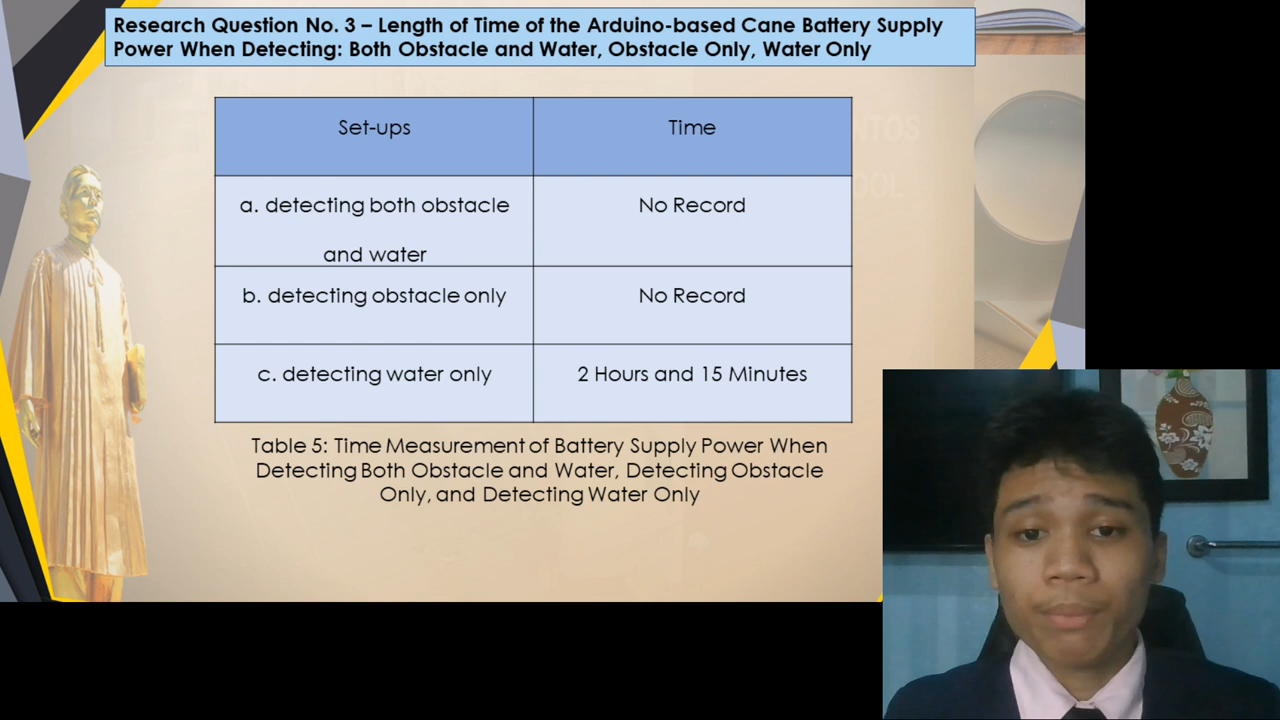 Research Question No. 3 – Length of Time of the Arduino-based Cane Battery Supply
Power When Detecting: Both Obstacle and Water, Obstacle Only, Water Only
Set-ups
Time
a. detecting both obstacle
and water
No Record
b. detecting obstacle only
No Record
c. detecting water only
2 Hours and 15 Minutes
Table 5: Time Measurement of Battery Supply Power When
Detecting Both Obstacle and Water, Detecting Obstacle
Only, and Detecting Water Only